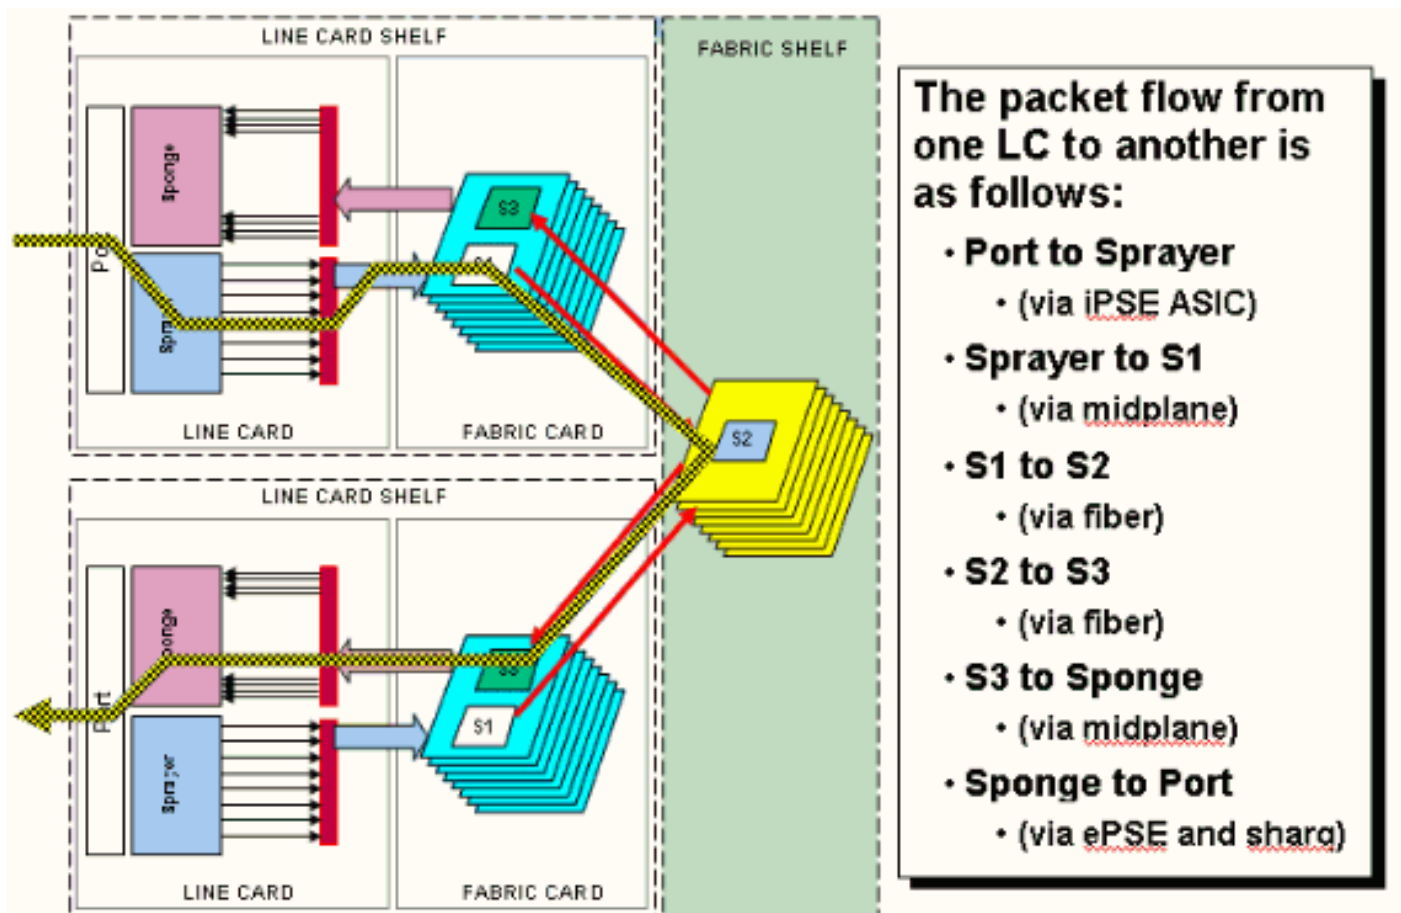 LINE CARD SHELF
FABRIC SHELF
Sponge
S3
LINE CARD
FABRIC CARD
S2
LINE CARD SHELF
S1
Sprayer
LINE CARD
FABRIC CARD
The packet flow from
one LC to another is
as follows:
• Port to Sprayer
• (via iPSE ASIC)
• Sprayer to S1
• (via midplane)
• S1 to S2
• (via fiber)
• S2 to S3
• (via fiber)
• S3 to Sponge
• (via midplane)
• Sponge to Port
• (via ePSE and sharq)